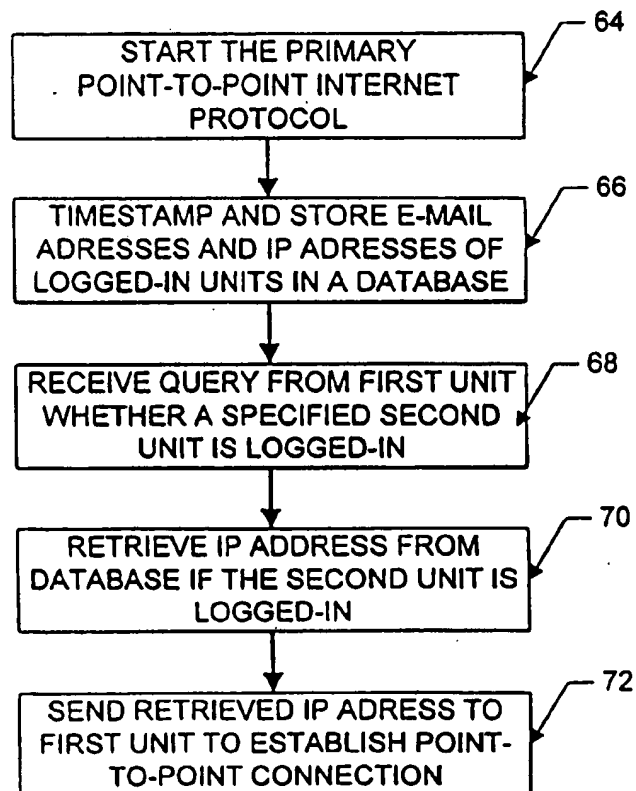 64
START THE PRIMARY
POINT-TO-POINT INTERNET
PROTOCOL
66
TIMESTAMP AND STORE E-MAIL
ADRESSES AND IP ADRESSES OF
LOGGED-IN UNITS IN A DATABASE
68
RECEIVE QUERY FROM FIRST UNIT
WHETHER A SPECIFIED SECOND
UNIT IS LOGGED-IN
70
RETRIEVE IP ADDRESS FROM
DATABASE IF THE SECOND UNIT IS
LOGGED-IN
72
SEND RETRIEVED IP ADRESS TO
FIRST UNIT TO ESTABLISH POINT-
TO-POINT CONNECTION